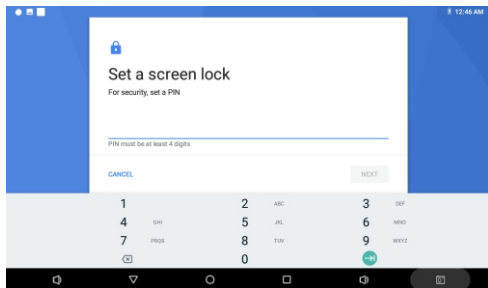 12:46 AM
Set a screen lock
For security, set a PIN
PIN must be at least 4 digits
CANCEL NEXT
1 2 ABC 3 DEF
4 GHI 5 JKL 6 MNO
7 PRQS 8 TUV 9 WXYZ
0